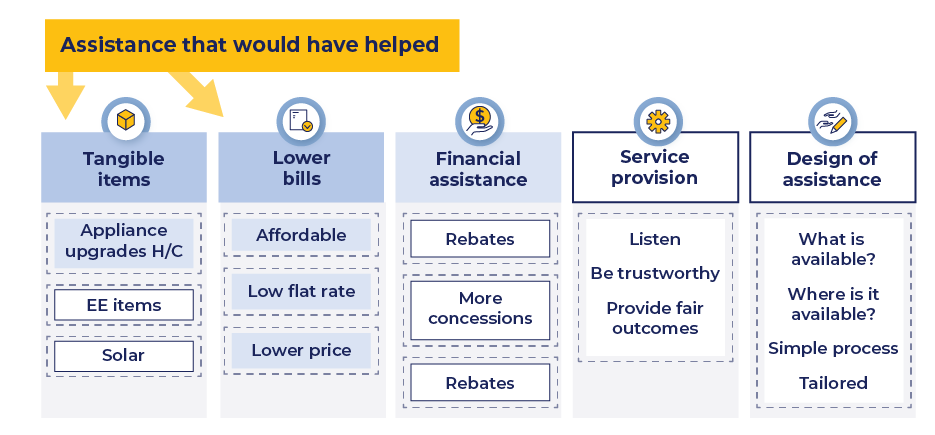 Assistance that would have helped
Tangible
items
Appliance
upgrades H/C
EE items
Solar
Lower
bills
Affordable
Low flat rate
Lower price
Financial
assistance
Rebates
More
concessions
Rebates
Service
provision
Listen
Be trustworthy
Provide fair
outcomes
Design of
assistance
What is
available?
Where is it
available?
Simple process
Tailored